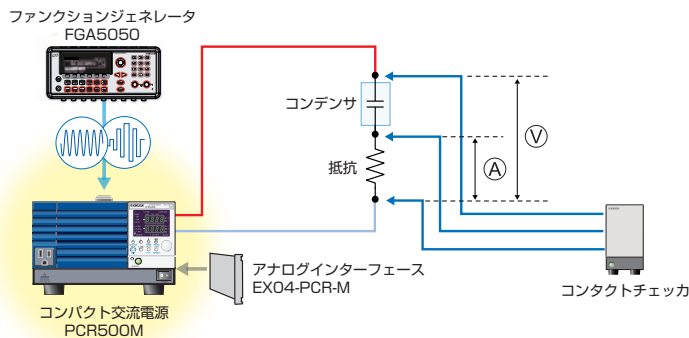 ファンクションジェネレータ
FGA5050
コンデンサ
抵抗
V
A
アナログインターフェース
EX04-PCR-M
コンパクト交流電源
PCR500M
コンタクトチェッカ